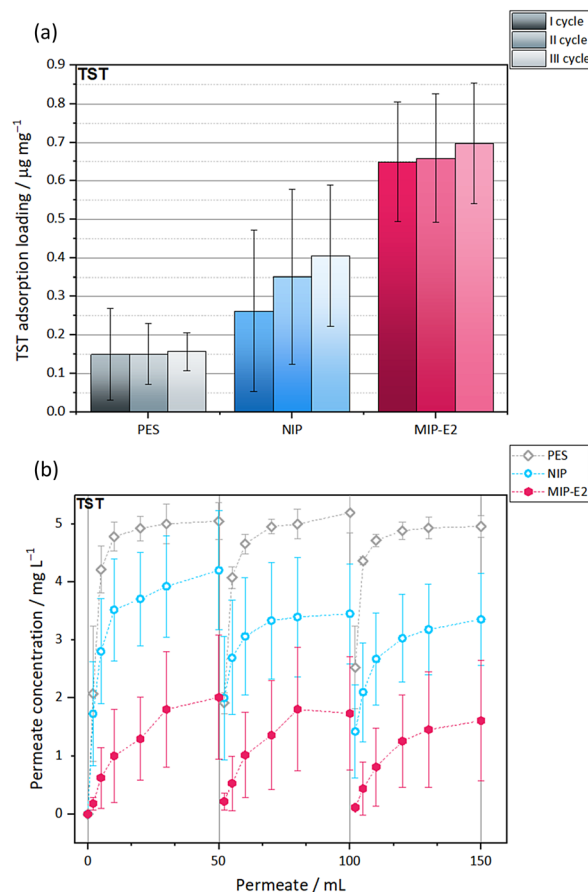 (a)
I cycle
II cycle
III cycle
TST
0.9
0.8
0.7
0.6
0.5
0.4
0.3
0.2
0.1
0.0
TST adsorption loading / µg mg⁻¹
PES NIP MIP-E2
(b)
PES
NIP
MIP-E2
TST
5
4
3
2
1
0
Permeate concentration / mg L⁻¹
0 50 100 150
Permeate / mL